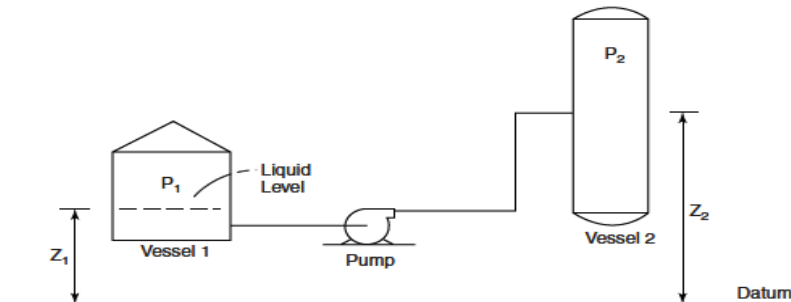 P₂
P₁
Liquid
Level
Z₁
Vessel 1
Pump
Vessel 2
Z₂
Datum